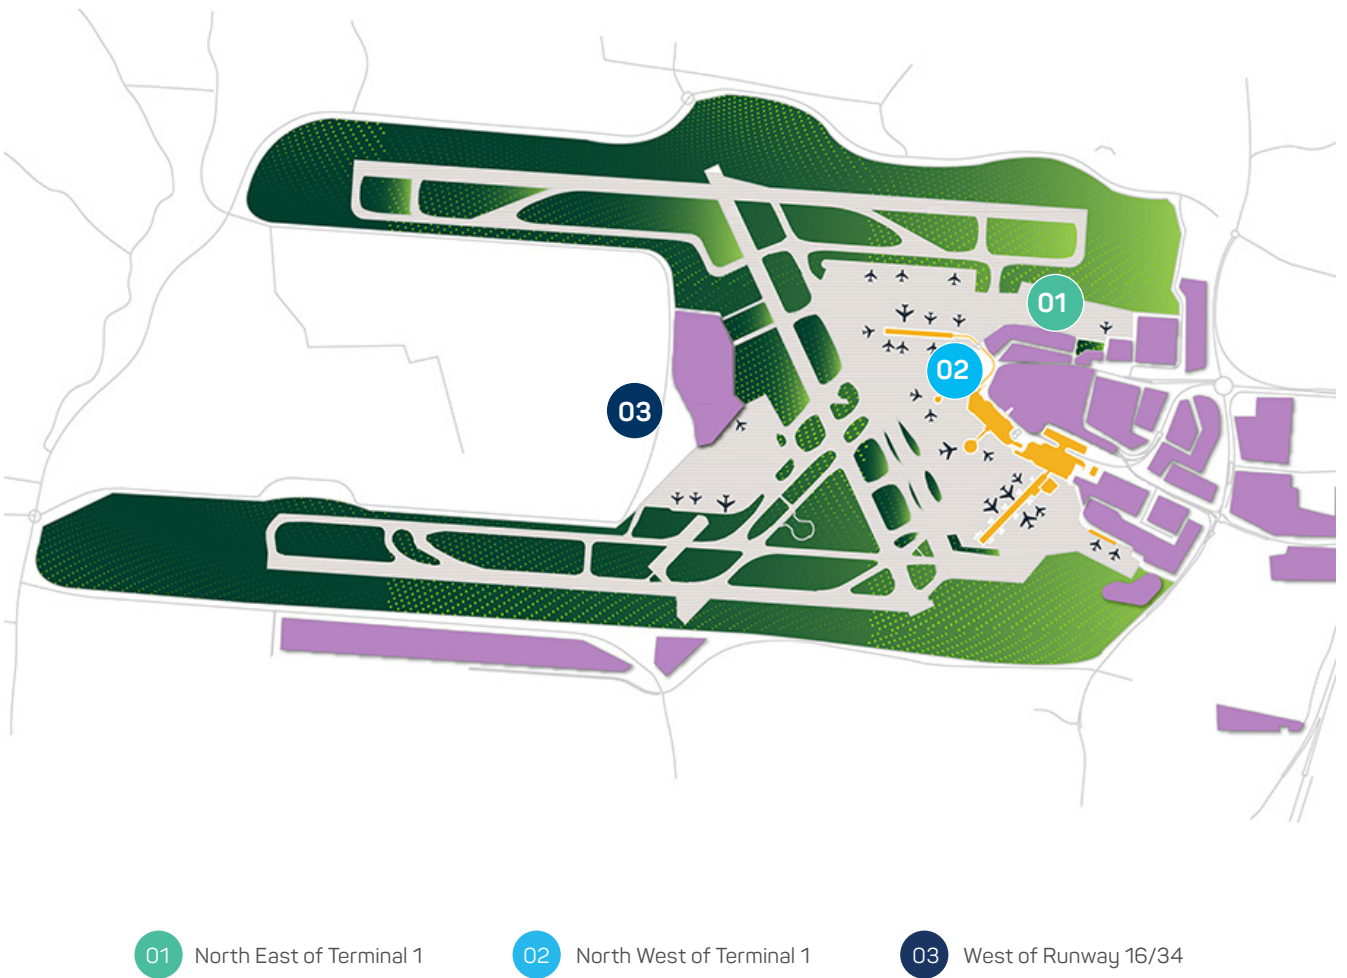 01
02
03
01 North East of Terminal 1
02 North West of Terminal 1
03 West of Runway 16/34